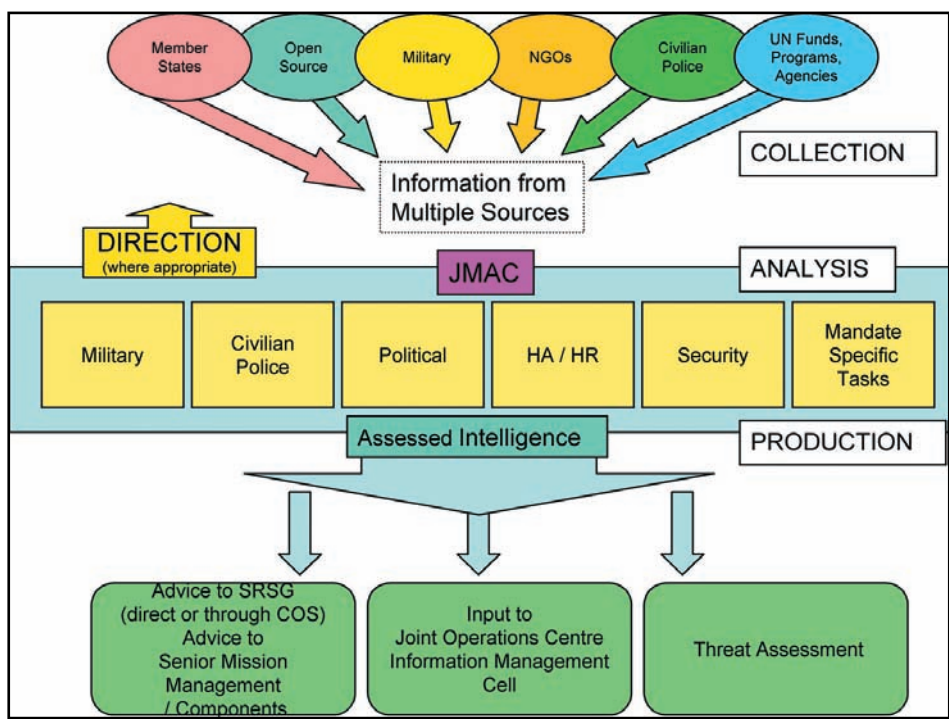 Member
States
Open
Source
Military
NGOs
Civilian
Police
UN Funds,
Programs,
Agencies
COLLECTION
Information from
Multiple Sources
DIRECTION
(where appropriate)
JMAC
ANALYSIS
Military
Civilian
Police
Political
HA / HR
Security
Mandate
Specific
Tasks
Assessed Intelligence
PRODUCTION
Advice to SRSG
(direct or through COS)
Advice to
Senior Mission
Management
/ Components
Input to
Joint Operations Centre
Information Management
Cell
Threat Assessment